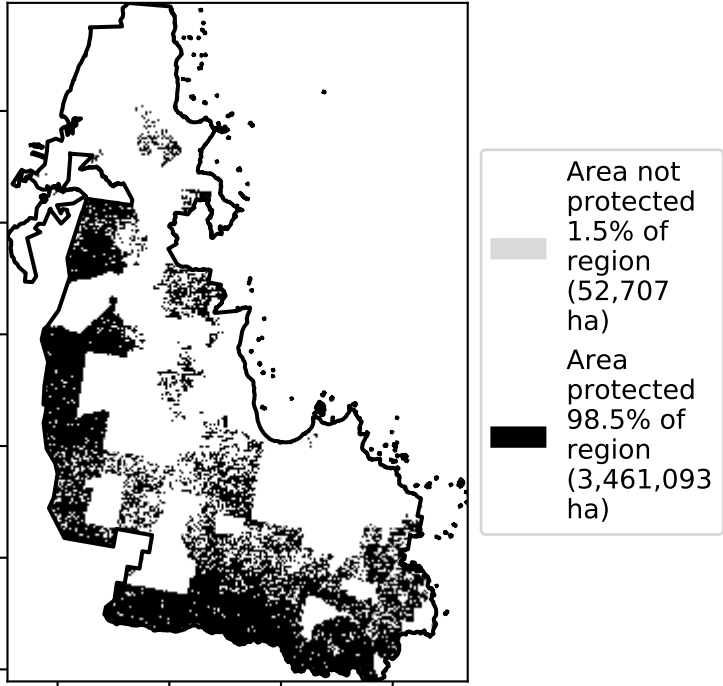 Area not
protected
1.5% of
region
(52,707
ha)
Area
protected
98.5% of
region
(3,461,093
ha)